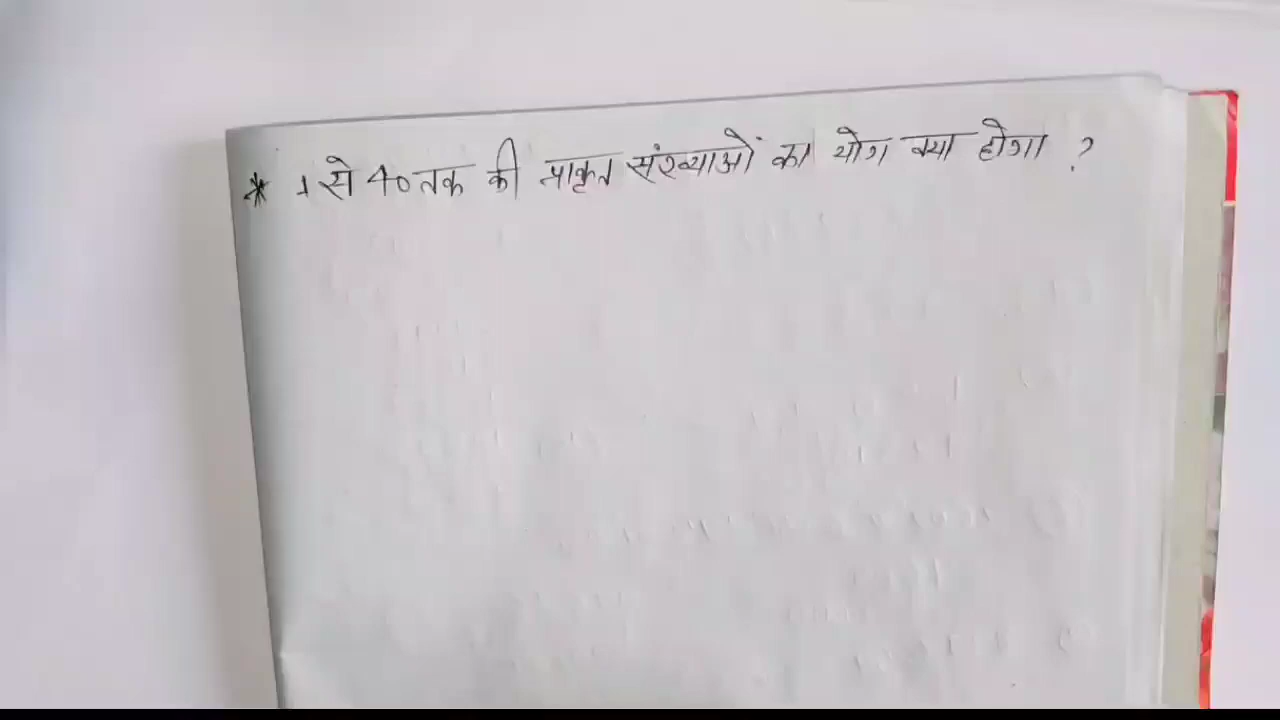 * 1 से 40 तक की प्राकृत संख्याओं का योग क्या होगा ?